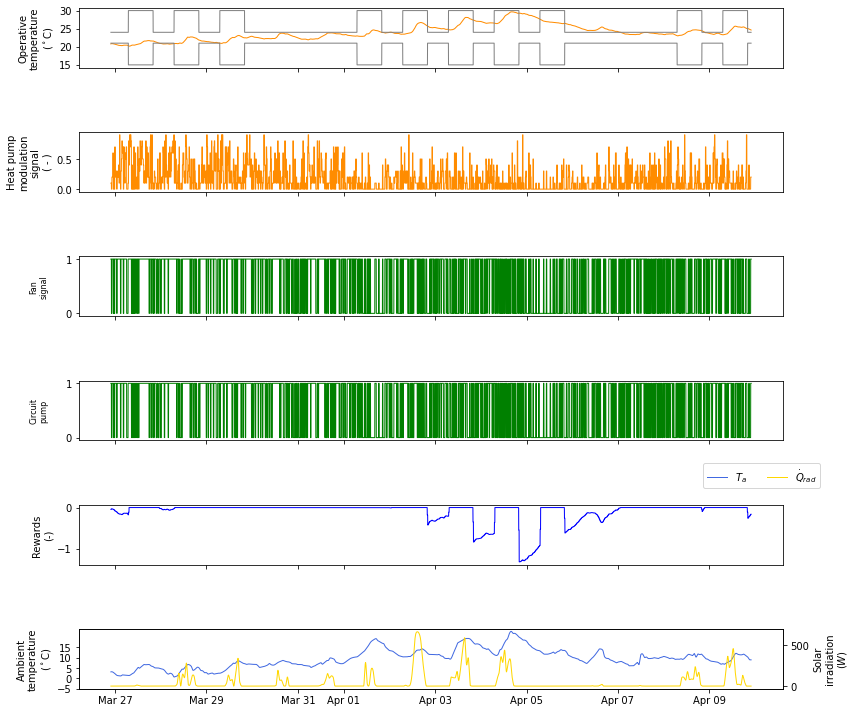 Operative
temperature
(°C)
30
25
20
15
Heat pump
modulation
signal
( - )
0.5
0.0
Fan
signal
1
0
Circuit
pump
1
0
T_a
Q̇_rad
Rewards
(-)
0
−1
Ambient
temperature
(°C)
15
10
5
0
−5
500
0
Solar
irradiation
(W)
Mar 27 Mar 29 Mar 31 Apr 01 Apr 03 Apr 05 Apr 07 Apr 09